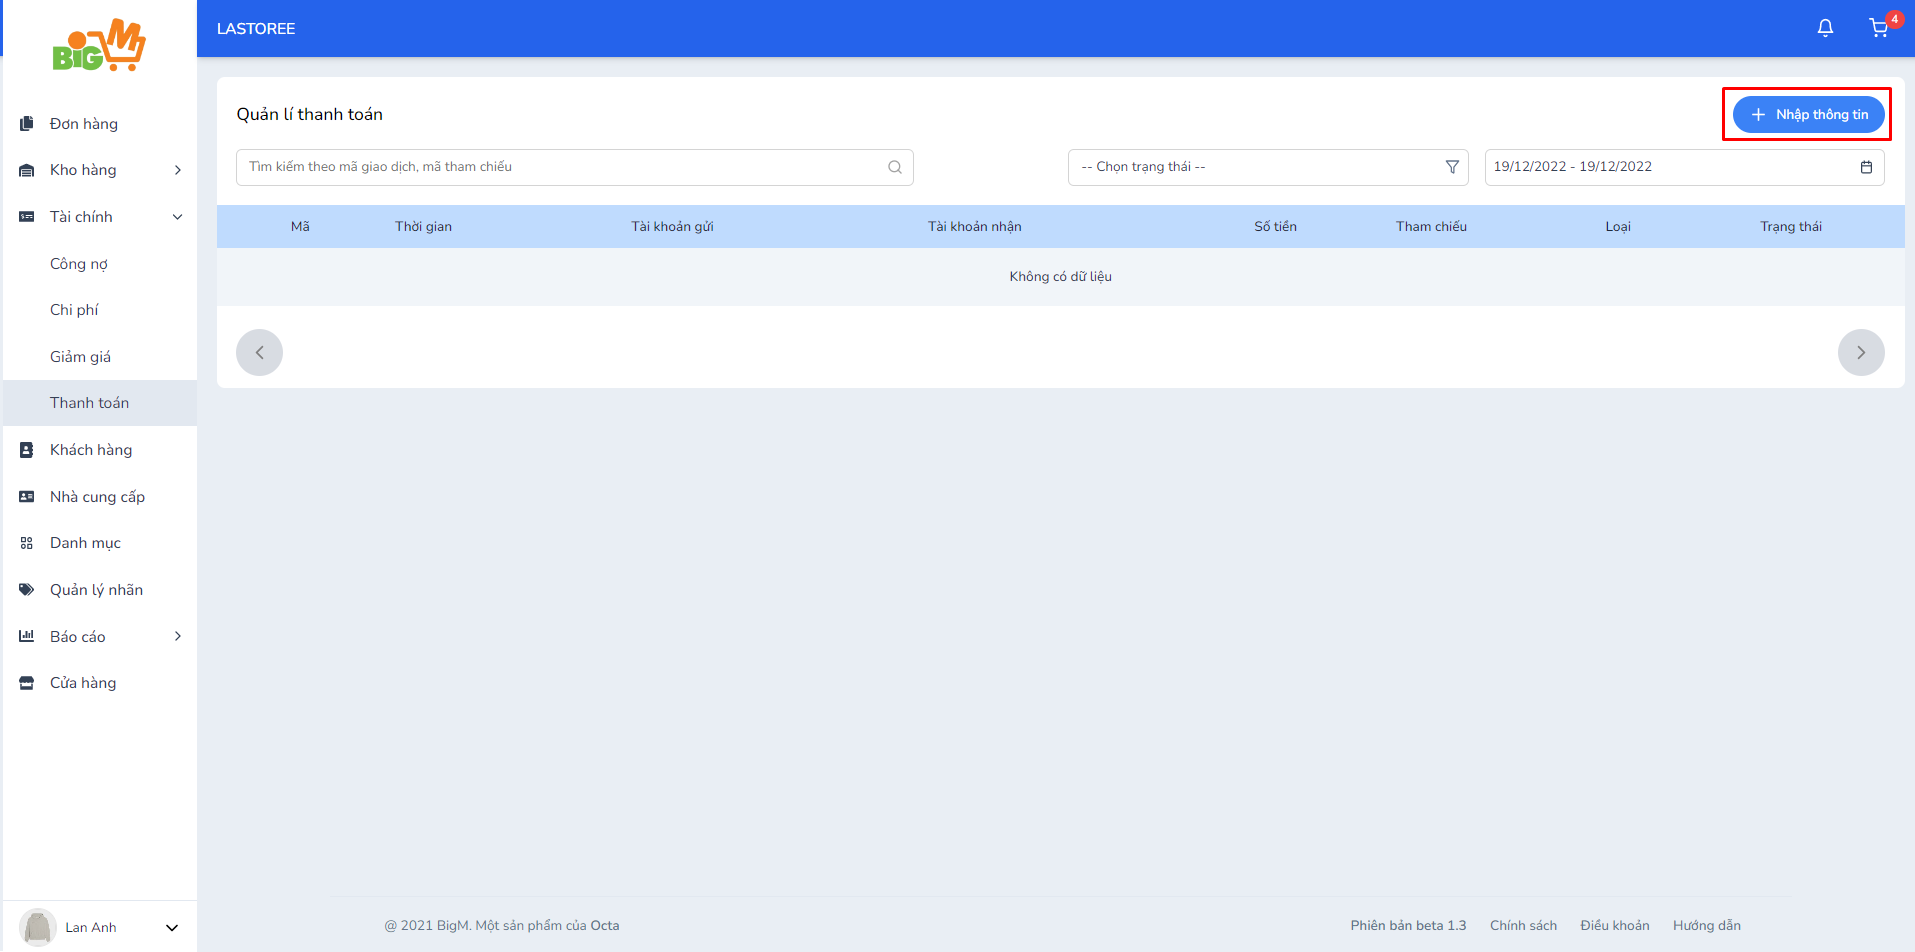 BIGM
LASTOREE
4
Đơn hàng
Kho hàng
Tài chính
Công nợ
Chi phí
Giảm giá
Thanh toán
Khách hàng
Nhà cung cấp
Danh mục
Quản lý nhãn
Báo cáo
Cửa hàng
Lan Anh
Quản lí thanh toán
Nhập thông tin
Tìm kiếm theo mã giao dịch, mã tham chiếu
-- Chọn trạng thái --
19/12/2022 - 19/12/2022
Mã Thời gian Tài khoản gửi Tài khoản nhận Số tiền Tham chiếu Loại Trạng thái
Không có dữ liệu
@ 2021 BigM. Một sản phẩm của Octa
Phiên bản beta 1.3 Chính sách Điều khoản Hướng dẫn